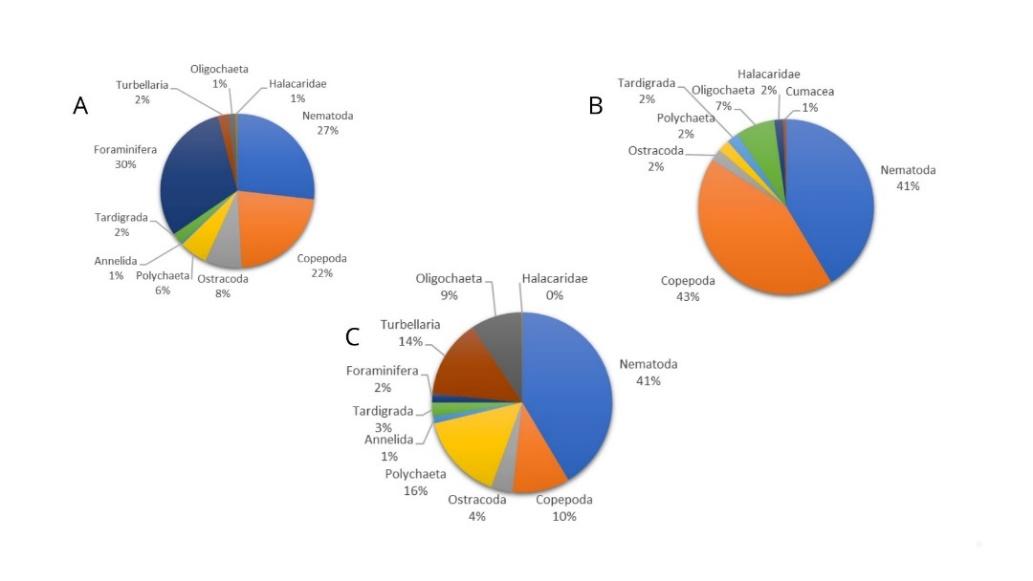 A
Oligochaeta
1%
Halacaridae
1%
Turbellaria
2%
Nematoda
27%
Foraminifera
30%
Tardigrada
2%
Annelida
1%
Polychaeta
6%
Ostracoda
8%
Copepoda
22%
B
Halacaridae
2%
Tardigrada
2%
Oligochaeta
7%
Cumacea
1%
Polychaeta
2%
Ostracoda
2%
Nematoda
41%
Copepoda
43%
C
Oligochaeta
9%
Halacaridae
0%
Turbellaria
14%
Nematoda
41%
Foraminifera
2%
Tardigrada
3%
Annelida
1%
Polychaeta
16%
Ostracoda
4%
Copepoda
10%